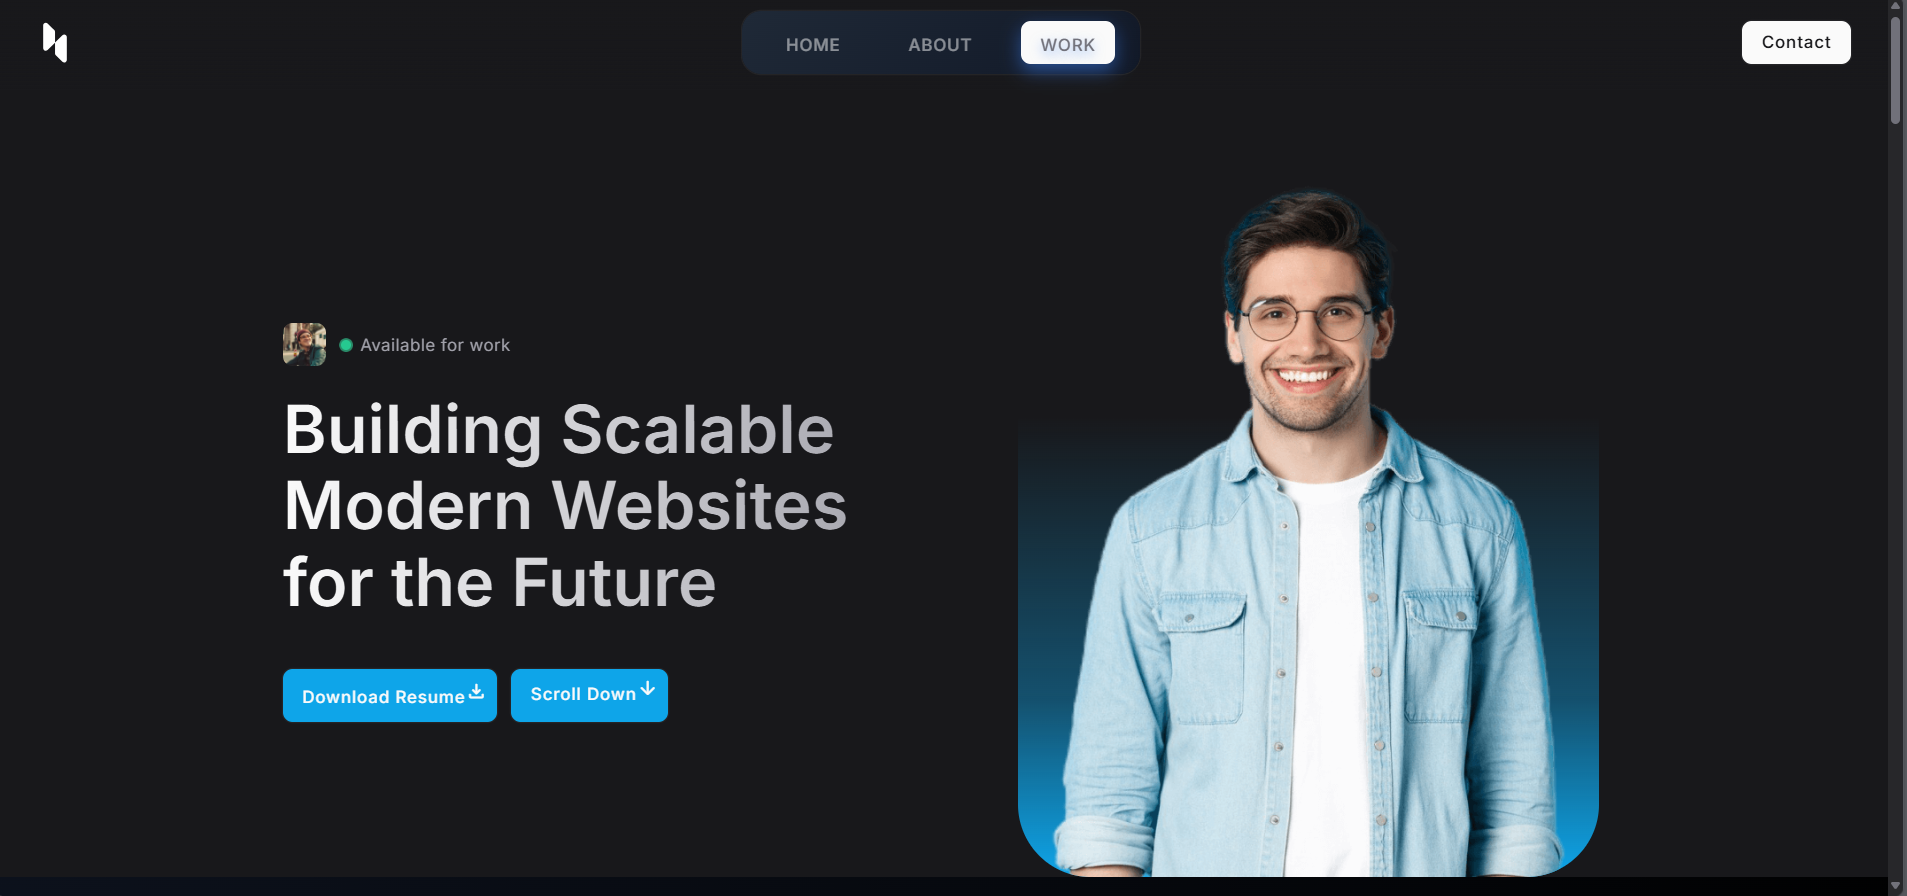 HOME
ABOUT
WORK
Contact
Available for work
Building Scalable
Modern Websites
for the Future
Download Resume
Scroll Down